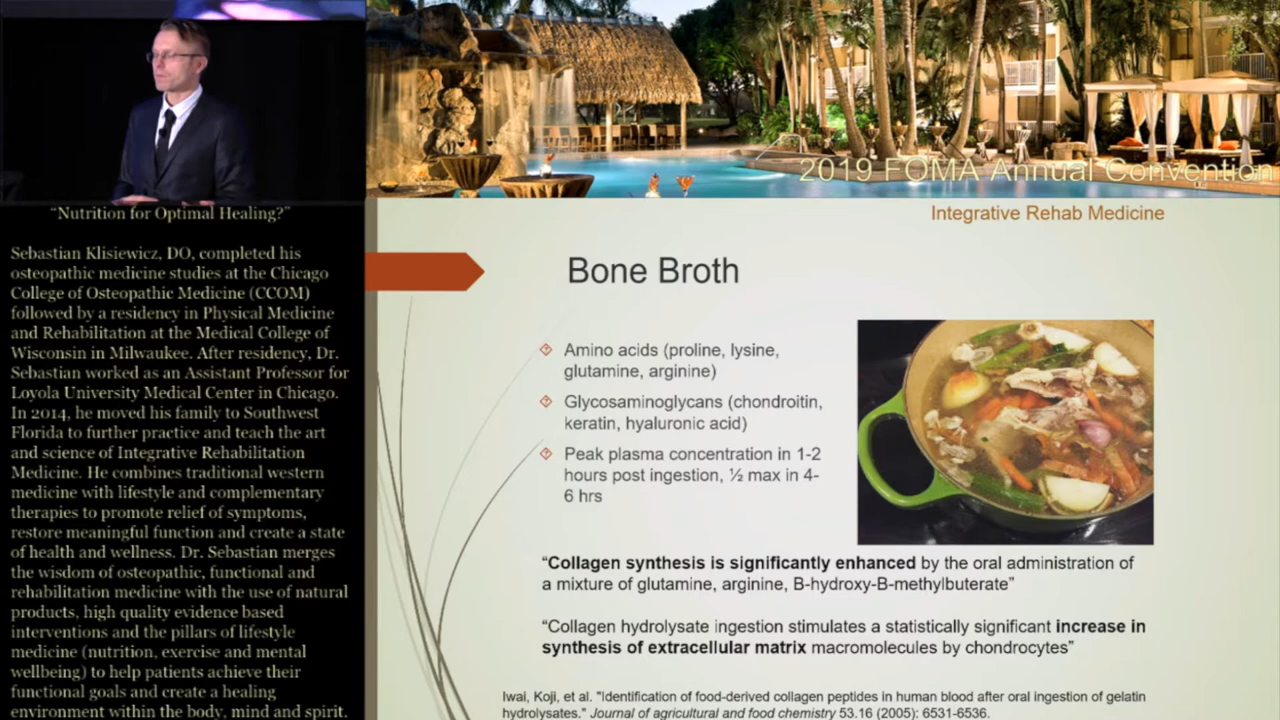 2019 FOMA Annual Convention
"Nutrition for Optimal Healing?"
Sebastian Klisiewicz, DO, completed his
osteopathic medicine studies at the Chicago
College of Osteopathic Medicine (CCOM)
followed by a residency in Physical Medicine
and Rehabilitation at the Medical College of
Wisconsin in Milwaukee. After residency, Dr.
Sebastian worked as an Assistant Professor for
Loyola University Medical Center in Chicago.
In 2014, he moved his family to Southwest
Florida to further practice and teach the art
and science of Integrative Rehabilitation
Medicine. He combines traditional western
medicine with lifestyle and complementary
therapies to promote relief of symptoms,
restore meaningful function and create a state
of health and wellness. Dr. Sebastian merges
the wisdom of osteopathic, functional and
rehabilitation medicine with the use of natural
products, high quality evidence based
interventions and the pillars of lifestyle
medicine (nutrition, exercise and mental
wellbeing) to help patients achieve their
functional goals and create a healing
environment within the body, mind and spirit.
Integrative Rehab Medicine
Bone Broth
Amino acids (proline, lysine,
glutamine, arginine)
Glycosaminoglycans (chondroitin,
keratin, hyaluronic acid)
Peak plasma concentration in 1-2
hours post ingestion, ½ max in 4-
6 hrs
"Collagen synthesis is significantly enhanced by the oral administration of
a mixture of glutamine, arginine, B-hydroxy-B-methylbuterate"
"Collagen hydrolysate ingestion stimulates a statistically significant increase in
synthesis of extracellular matrix macromolecules by chondrocytes"
Iwai, Koji, et al. "Identification of food-derived collagen peptides in human blood after oral ingestion of gelatin
hydrolysates." Journal of agricultural and food chemistry 53.16 (2005): 6531-6536.